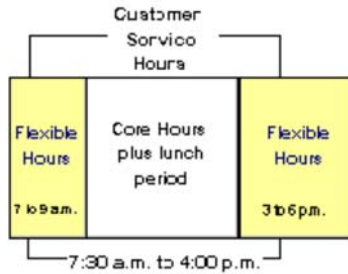 Customer
Service
Hours
Flexible
Hours
7 to 9 a.m.
Core Hours
plus lunch
period
Flexible
Hours
3 to 6 p.m.
7:30 a.m. to 4:00 p.m.